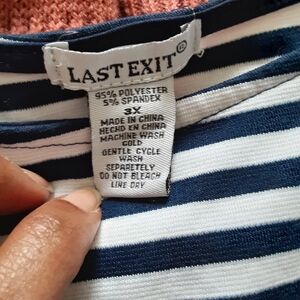 LAST EXIT®
95% POLYESTER
5% SPANDEX
3X
MADE IN CHINA
HECHO EN CHINA
MACHINE WASH
COLD
GENTLE CYCLE
WASH
SEPARETELY
DO NOT BLEACH
LINE DRY